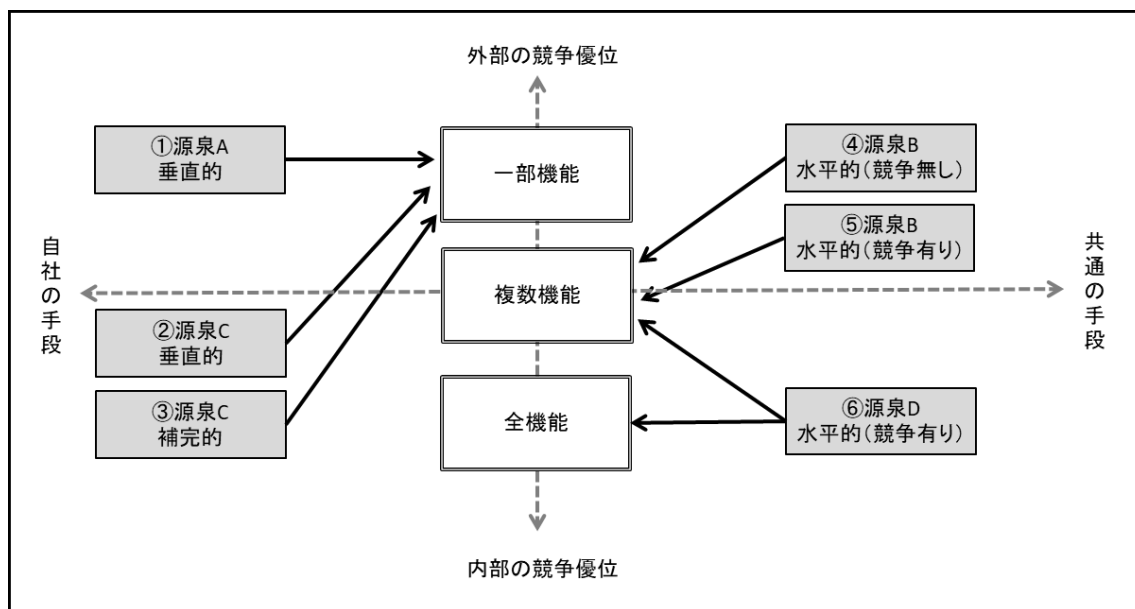 外部の競争優位
①源泉A
垂直的
一部機能
④源泉B
水平的(競争無し)
⑤源泉B
水平的(競争有り)
自社の手段
複数機能
共通の手段
②源泉C
垂直的
③源泉C
補完的
全機能
⑥源泉D
水平的(競争有り)
内部の競争優位